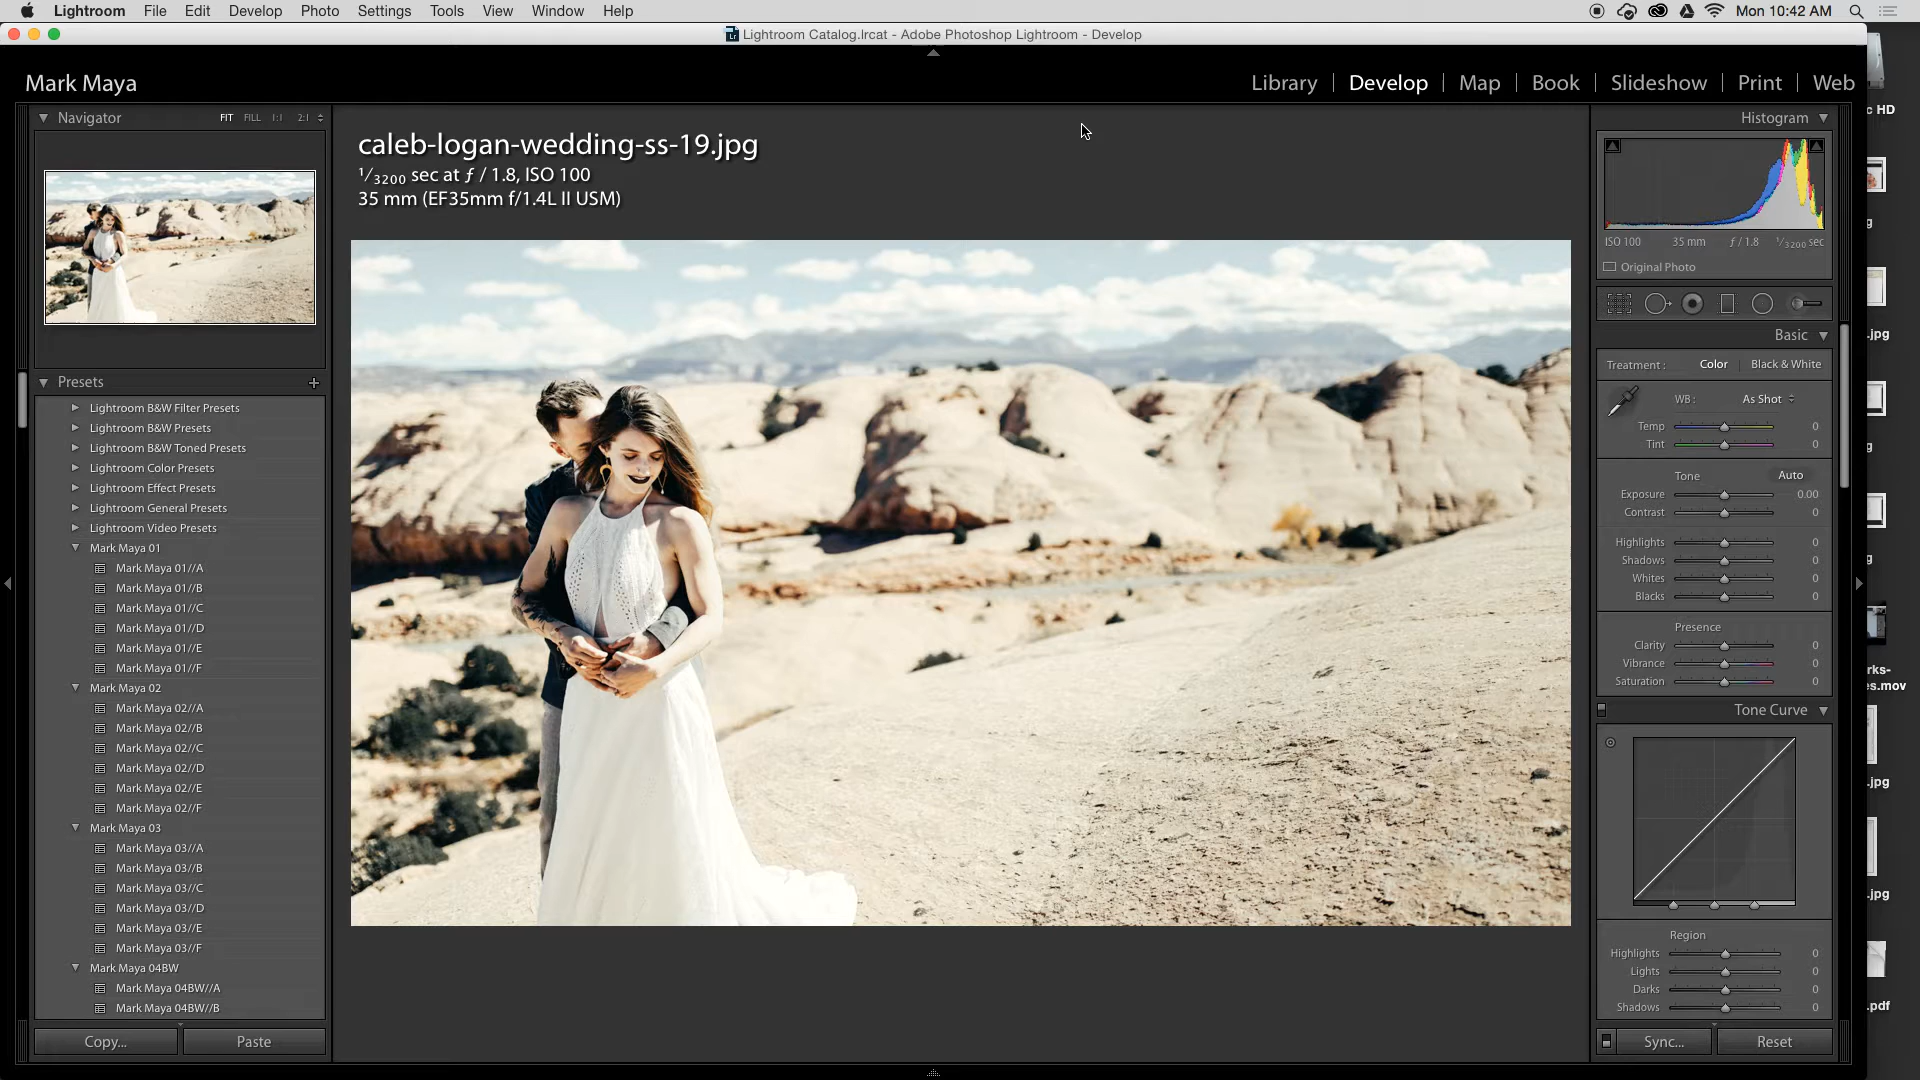 Lightroom File Edit Develop Photo Settings Tools View Window Help Mon 10:42 AM
Lightroom Catalog.lrcat - Adobe Photoshop Lightroom - Develop
Mark Maya Library Develop Map Book Slideshow Print Web
Navigator FIT FILL 1:1 2:1
Presets
Lightroom B&W Filter Presets
Lightroom B&W Presets
Lightroom B&W Toned Presets
Lightroom Color Presets
Lightroom Effect Presets
Lightroom General Presets
Lightroom Video Presets
Mark Maya 01
Mark Maya 01//A
Mark Maya 01//B
Mark Maya 01//C
Mark Maya 01//D
Mark Maya 01//E
Mark Maya 01//F
Mark Maya 02
Mark Maya 02//A
Mark Maya 02//B
Mark Maya 02//C
Mark Maya 02//D
Mark Maya 02//E
Mark Maya 02//F
Mark Maya 03
Mark Maya 03//A
Mark Maya 03//B
Mark Maya 03//C
Mark Maya 03//D
Mark Maya 03//E
Mark Maya 03//F
Mark Maya 04BW
Mark Maya 04BW//A
Mark Maya 04BW//B
Copy... Paste
caleb-logan-wedding-ss-19.jpg
1/3200 sec at ƒ / 1.8, ISO 100
35 mm (EF35mm f/1.4L II USM)
Histogram
ISO 100 35 mm ƒ / 1.8 1/3200 sec
Original Photo
Basic
Treatment : Color Black & White
WB : As Shot
Temp 0
Tint 0
Tone Auto
Exposure 0.00
Contrast 0
Highlights 0
Shadows 0
Whites 0
Blacks 0
Presence
Clarity 0
Vibrance 0
Saturation 0
Tone Curve
Region
Highlights 0
Lights 0
Darks 0
Shadows 0
Sync... Reset
c HD
g
.jpg
g
g
rks-
es.mov
.jpg
.jpg
.pdf